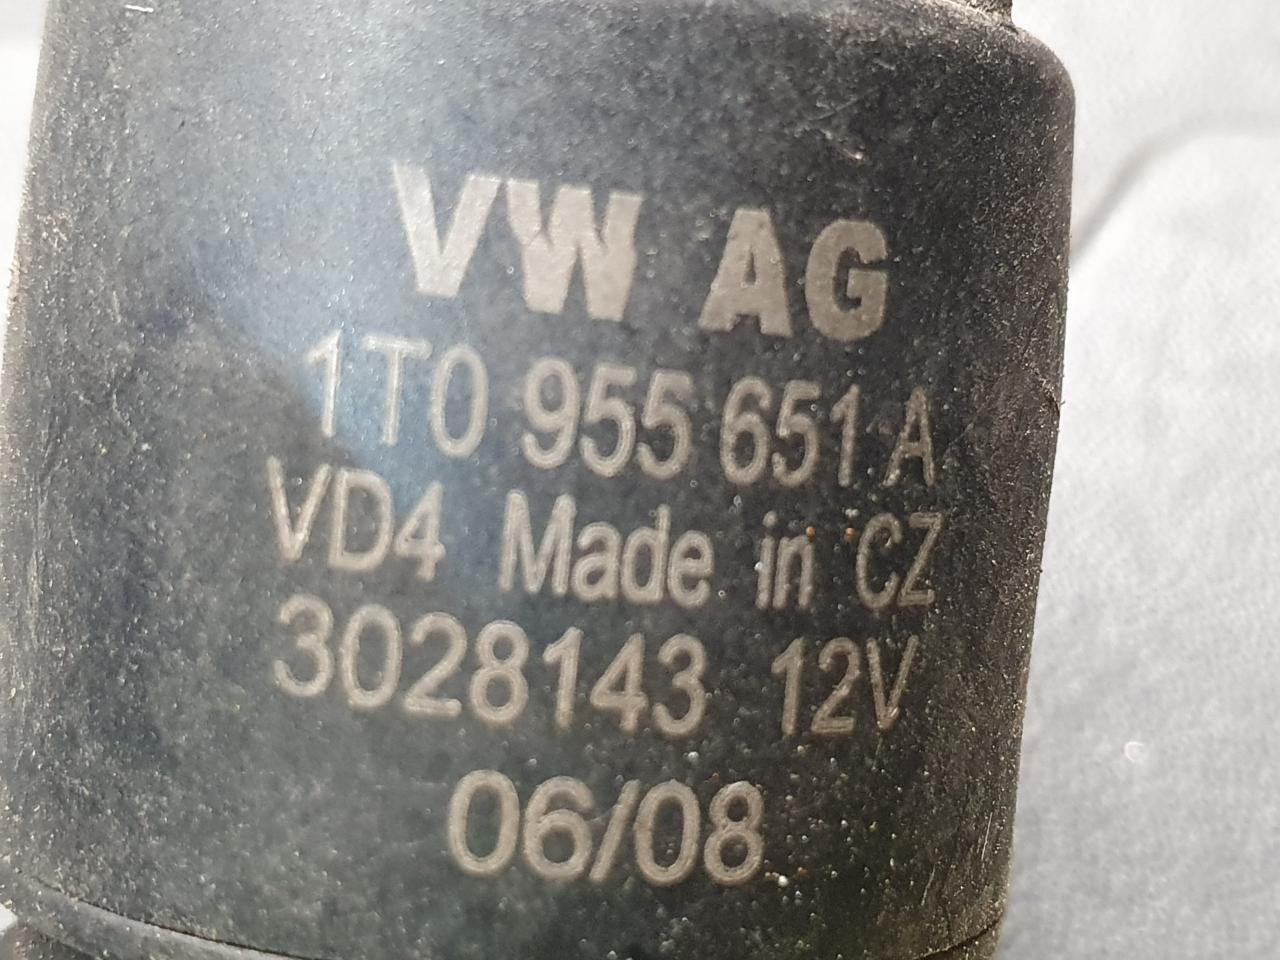 VW AG
1T0 955 651 A
VD4 Made in CZ
3028143 12V
06/08